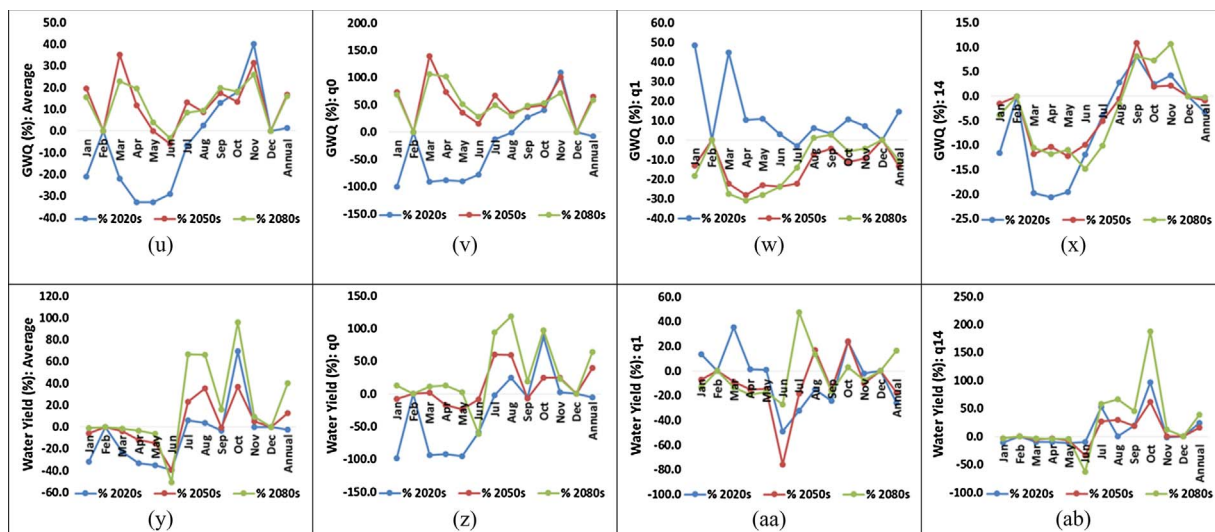 GWQ (%): Average
50.0
40.0
30.0
20.0
10.0
0.0
-10.0
-20.0
-30.0
-40.0
Jan Feb Mar Apr May Jun Jul Aug Sep Oct Nov Dec Annual
% 2020s % 2050s % 2080s
(u)
GWQ (%): q0
200.0
150.0
100.0
50.0
0.0
-50.0
-100.0
-150.0
Jan Feb Mar Apr May Jun Jul Aug Sep Oct Nov Dec Annual
% 2020s % 2050s % 2080s
(v)
GWQ (%): q1
60.0
50.0
40.0
30.0
20.0
10.0
0.0
-10.0
-20.0
-30.0
-40.0
Jan Feb Mar Apr May Jun Jul Aug Sep Oct Nov Dec Annual
% 2020s % 2050s % 2080s
(w)
GWQ (%): 14
15.0
10.0
5.0
0.0
-5.0
-10.0
-15.0
-20.0
-25.0
Jan Feb Mar Apr May Jun Jul Aug Sep Oct Nov Dec Annual
% 2020s % 2050s % 2080s
(x)
Water Yield (%): Average
120.0
100.0
80.0
60.0
40.0
20.0
0.0
-20.0
-40.0
-60.0
Jan Feb Mar Apr May Jun Jul Aug Sep Oct Nov Dec Annual
% 2020s % 2050s % 2080s
(y)
Water Yield (%): q0
150.0
100.0
50.0
0.0
-50.0
-100.0
-150.0
Jan Feb Mar Apr May Jun Jul Aug Sep Oct Nov Dec Annual
% 2020s % 2050s % 2080s
(z)
Water Yield (%): q1
60.0
40.0
20.0
0.0
-20.0
-40.0
-60.0
-80.0
-100.0
Jan Feb Mar Apr May Jun Jul Aug Sep Oct Nov Dec Annual
% 2020s % 2050s % 2080s
(aa)
Water Yield (%): q14
250.0
200.0
150.0
100.0
50.0
0.0
-50.0
-100.0
Jan Feb Mar Apr May Jun Jul Aug Sep Oct Nov Dec Annual
% 2020s % 2050s % 2080s
(ab)